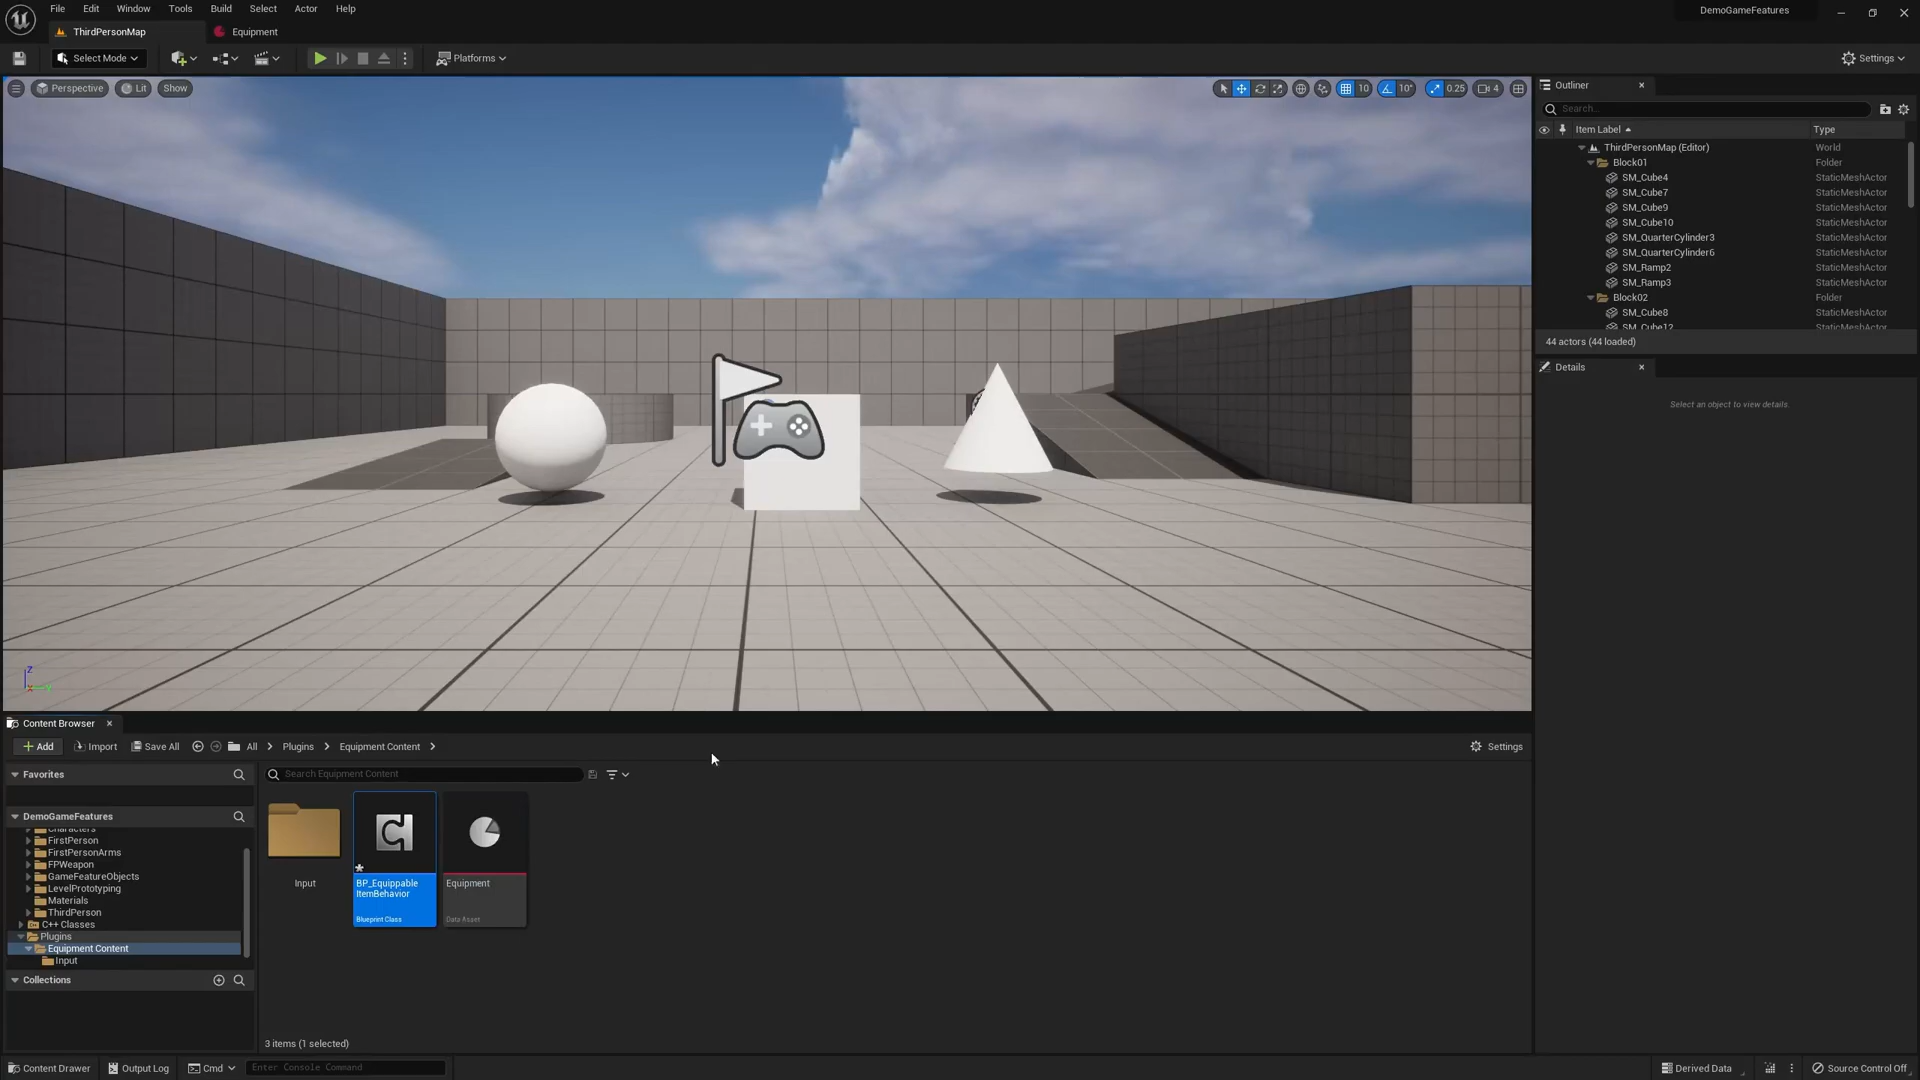 File Edit Window Tools Build Select Actor Help
DemoGameFeatures
ThirdPersonMap
Equipment
Select Mode
Platforms
Settings
Perspective
Lit
Show
10
10°
0.25
4
Outliner
Search...
Item Label
Type
ThirdPersonMap (Editor) World
Block01 Folder
SM_Cube4 StaticMeshActor
SM_Cube7 StaticMeshActor
SM_Cube9 StaticMeshActor
SM_Cube10 StaticMeshActor
SM_QuarterCylinder3 StaticMeshActor
SM_QuarterCylinder6 StaticMeshActor
SM_Ramp2 StaticMeshActor
SM_Ramp3 StaticMeshActor
Block02 Folder
SM_Cube8 StaticMeshActor
SM_Cube12 StaticMeshActor
44 actors (44 loaded)
Details
Select an object to view details.
Z
Content Browser
Add
Import
Save All
All
Plugins
Equipment Content
Settings
Favorites
Search Equipment Content
DemoGameFeatures
Characters
FirstPerson
FirstPersonArms
FPWeapon
GameFeatureObjects
LevelPrototyping
Materials
ThirdPerson
C++ Classes
Plugins
Equipment Content
Input
Collections
Input
BP_Equippable
ItemBehavior
Blueprint Class
Equipment
Data Asset
3 items (1 selected)
Content Drawer
Output Log
Cmd
Enter Console Command
Derived Data
Source Control Off